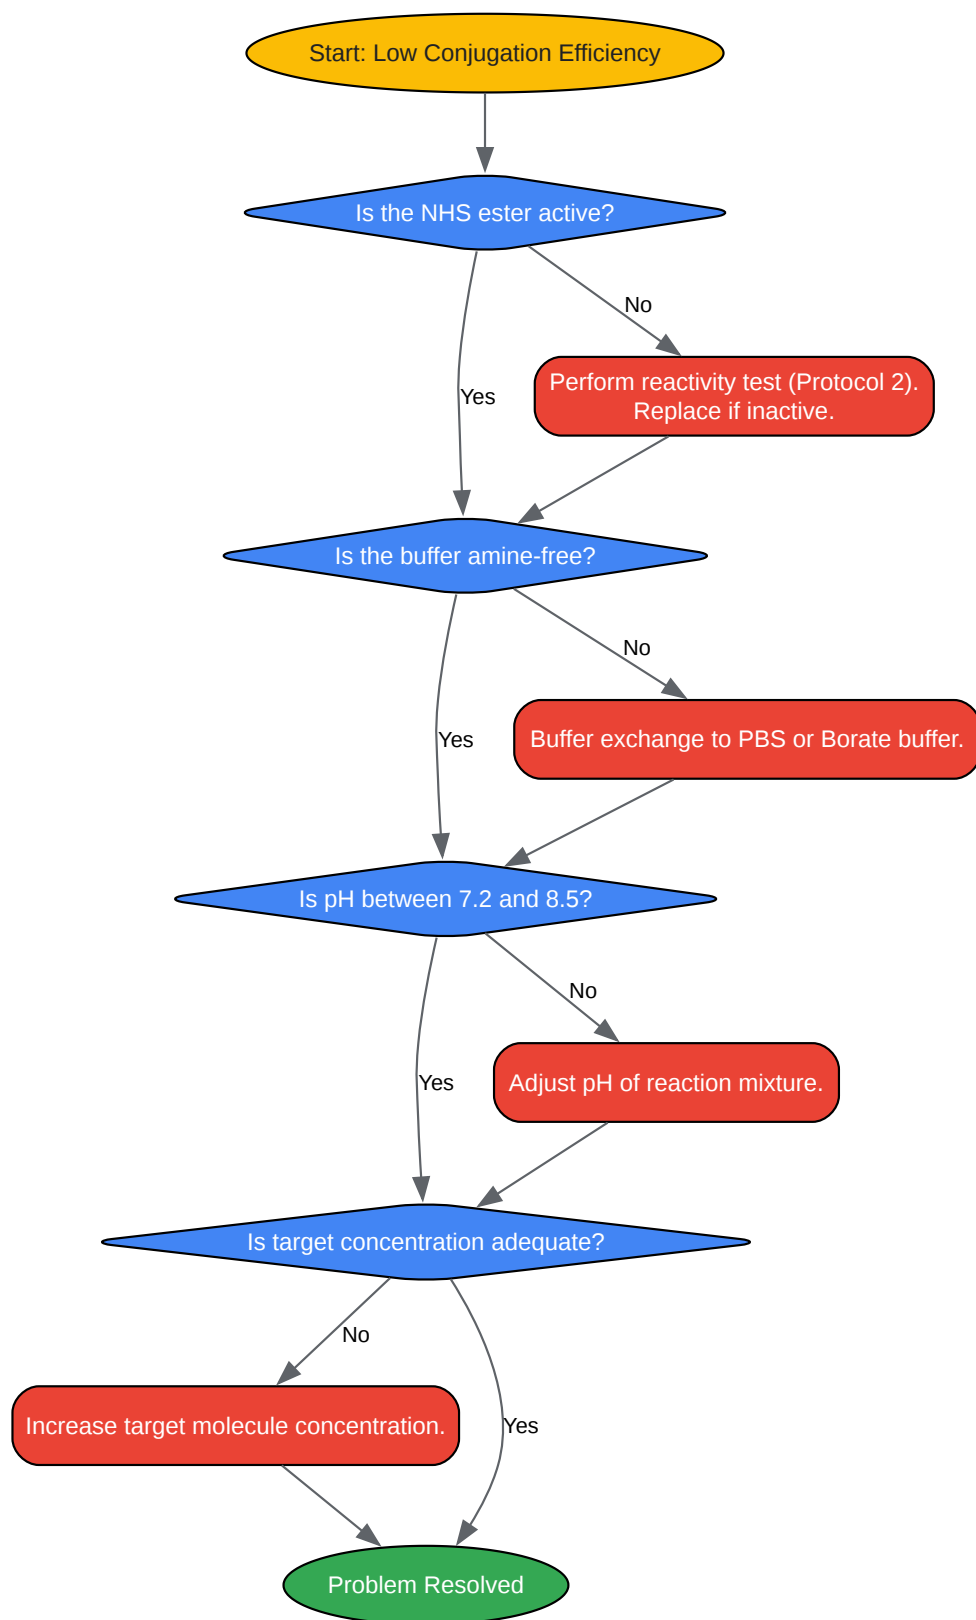 Start: Low Conjugation Efficiency
Is the NHS ester active?
No
Yes
Perform reactivity test (Protocol 2).
Replace if inactive.
Is the buffer amine-free?
No
Yes
Buffer exchange to PBS or Borate buffer.
Is pH between 7.2 and 8.5?
No
Yes
Adjust pH of reaction mixture.
Is target concentration adequate?
No
Yes
Increase target molecule concentration.
Problem Resolved